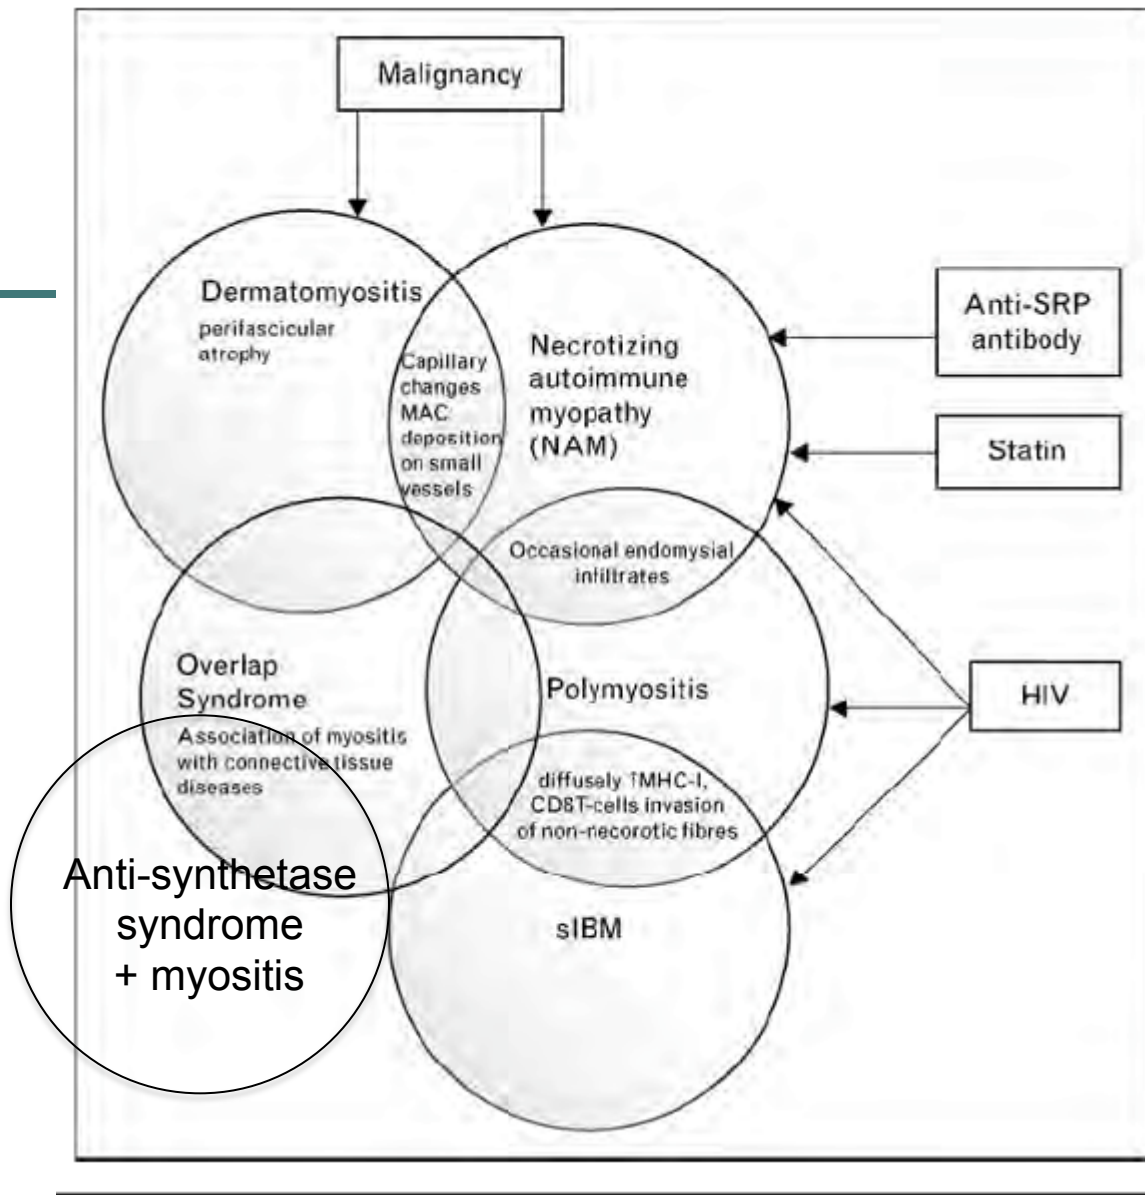 Malignancy
Dermatomyositis
perifascicular
atrophy
Capillary
changes
MAC
deposition
on small
vessels
Necrotizing
autoimmune
myopathy
(NAM)
Anti-SRP
antibody
Statin
Occasional endomysial
infiltrates
Overlap
Syndrome
Association of myositis
with connective tissue
diseases
Polymyositis
HIV
diffusely ↑MHC-I,
CD8T-cells invasion
of non-necorotic fibres
Anti-synthetase
syndrome
+ myositis
sIBM